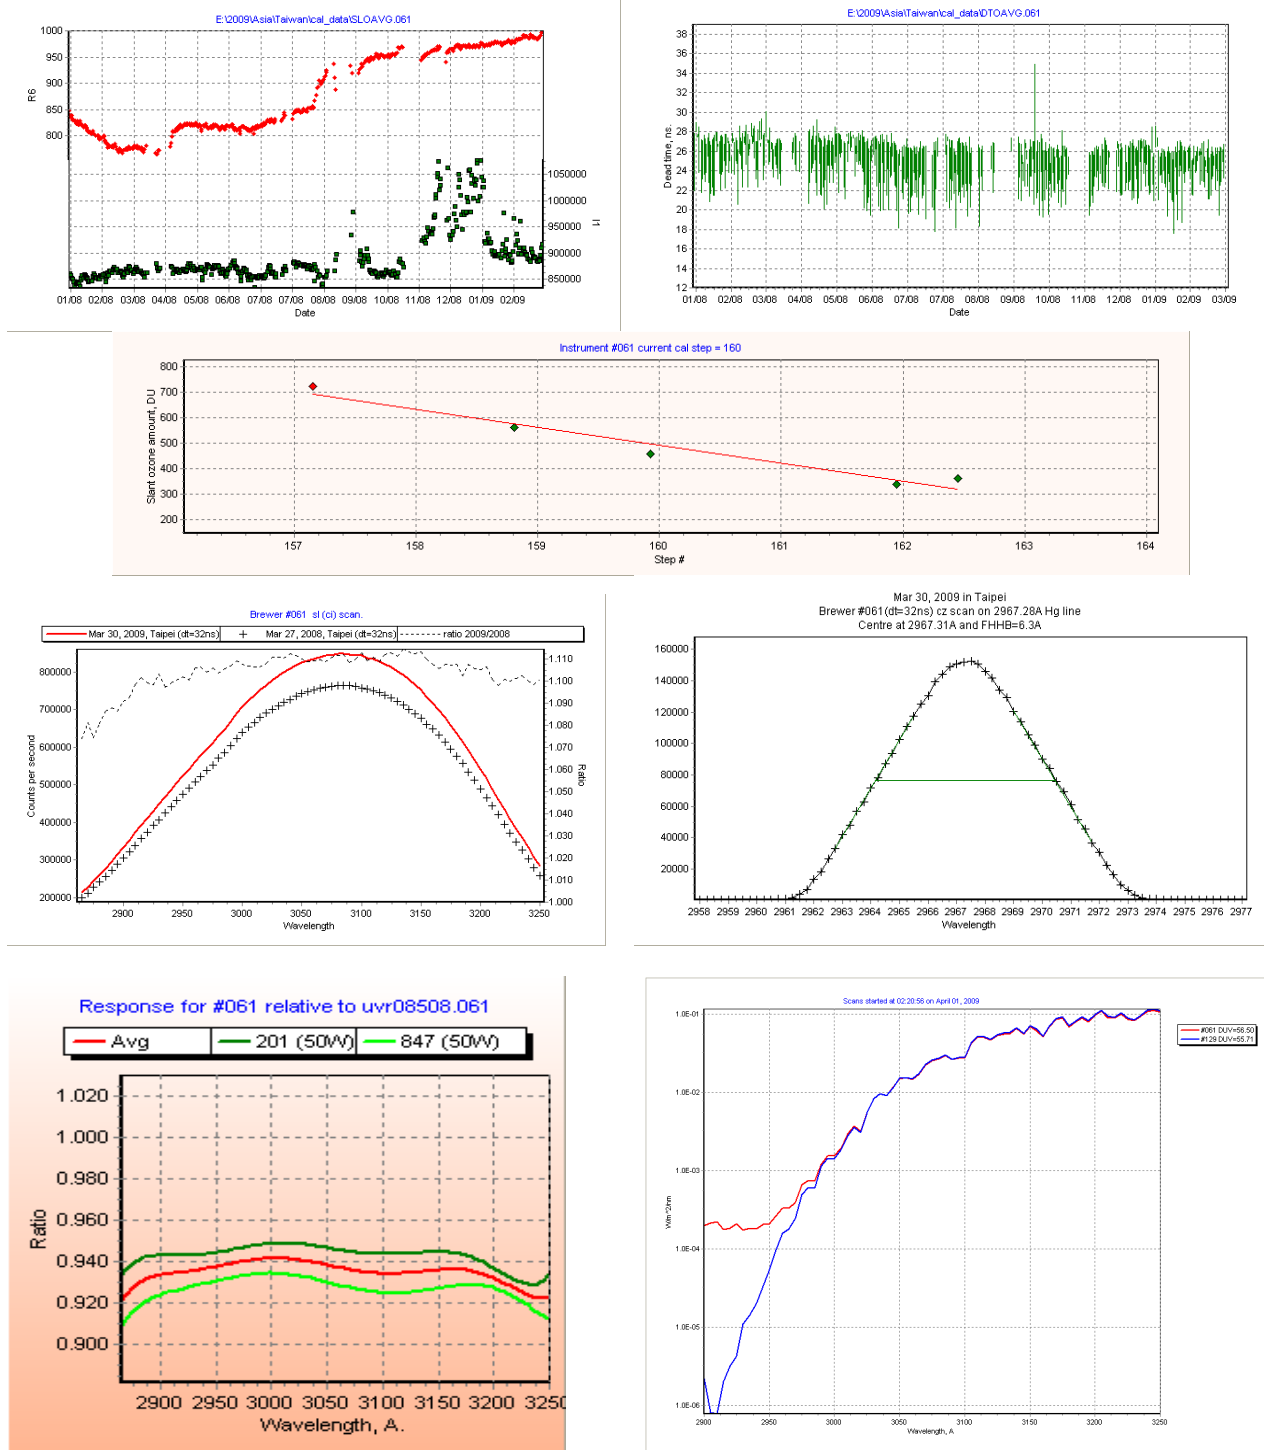 E:\2009\Asia\Taiwan\cal_data\SLOAVG.061
1000
950
900
850
800
R6
1050000
1000000
950000
900000
850000
I1
01/08 02/08 03/08 04/08 05/08 06/08 07/08 08/08 09/08 10/08 11/08 12/08 01/09 02/09
Date
E:\2009\Asia\Taiwan\cal_data\DTOAVG.061
38
36
34
32
30
28
26
24
22
20
18
16
14
12
Dead time, ns.
01/08 02/08 03/08 04/08 05/08 06/08 07/08 08/08 09/08 10/08 11/08 12/08 01/09 02/09 03/09
Date
Instrument #061 current cal step = 160
800
700
600
500
400
300
200
Slant ozone amount, DU
157 158 159 160 161 162 163 164
Step #
Brewer #061 sl (ci) scan.
Mar 30, 2009, Taipei (dt=32ns) Mar 27, 2008, Taipei (dt=32ns) ratio 2009/2008
800000
700000
600000
500000
400000
300000
200000
Counts per second
1.110
1.100
1.090
1.080
1.070
1.060
1.050
1.040
1.030
1.020
1.010
1.000
Ratio
2900 2950 3000 3050 3100 3150 3200 3250
Wavelength
Mar 30, 2009 in Taipei
Brewer #061(dt=32ns) cz scan on 2967.28A Hg line
Centre at 2967.31A and FHHB=6.3A
160000
140000
120000
100000
80000
60000
40000
20000
2958 2959 2960 2961 2962 2963 2964 2965 2966 2967 2968 2969 2970 2971 2972 2973 2974 2975 2976 2977
Wavelength
Response for #061 relative to uvr08508.061
Avg 201 (50W) 847 (50W)
1.020
1.000
0.980
0.960
0.940
0.920
0.900
Ratio
2900 2950 3000 3050 3100 3150 3200 3250
Wavelength, A.
Scans started at 02:20:56 on April 01, 2009
#061 DUV=56.50
#129 DUV=55.71
1.0E-01
1.0E-02
1.0E-03
1.0E-04
1.0E-05
1.0E-06
W/m^2/nm
2900 2950 3000 3050 3100 3150 3200 3250
Wavelength, A